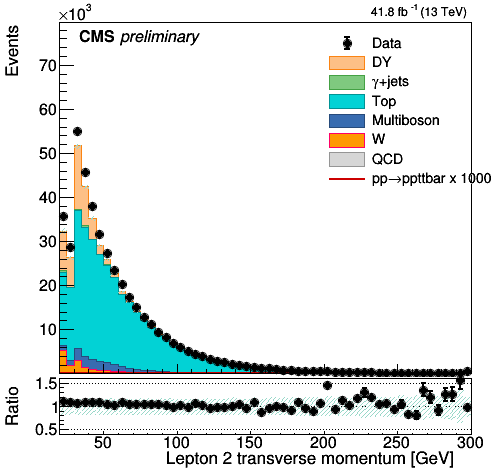 ×10³
41.8 fb⁻¹ (13 TeV)
CMS preliminary
Events
70
60
50
40
30
20
10
Data
DY
γ+jets
Top
Multiboson
W
QCD
pp→ppttbar x 1000
Ratio
1.5
1
0.5
50 100 150 200 250 300
Lepton 2 transverse momentum [GeV]